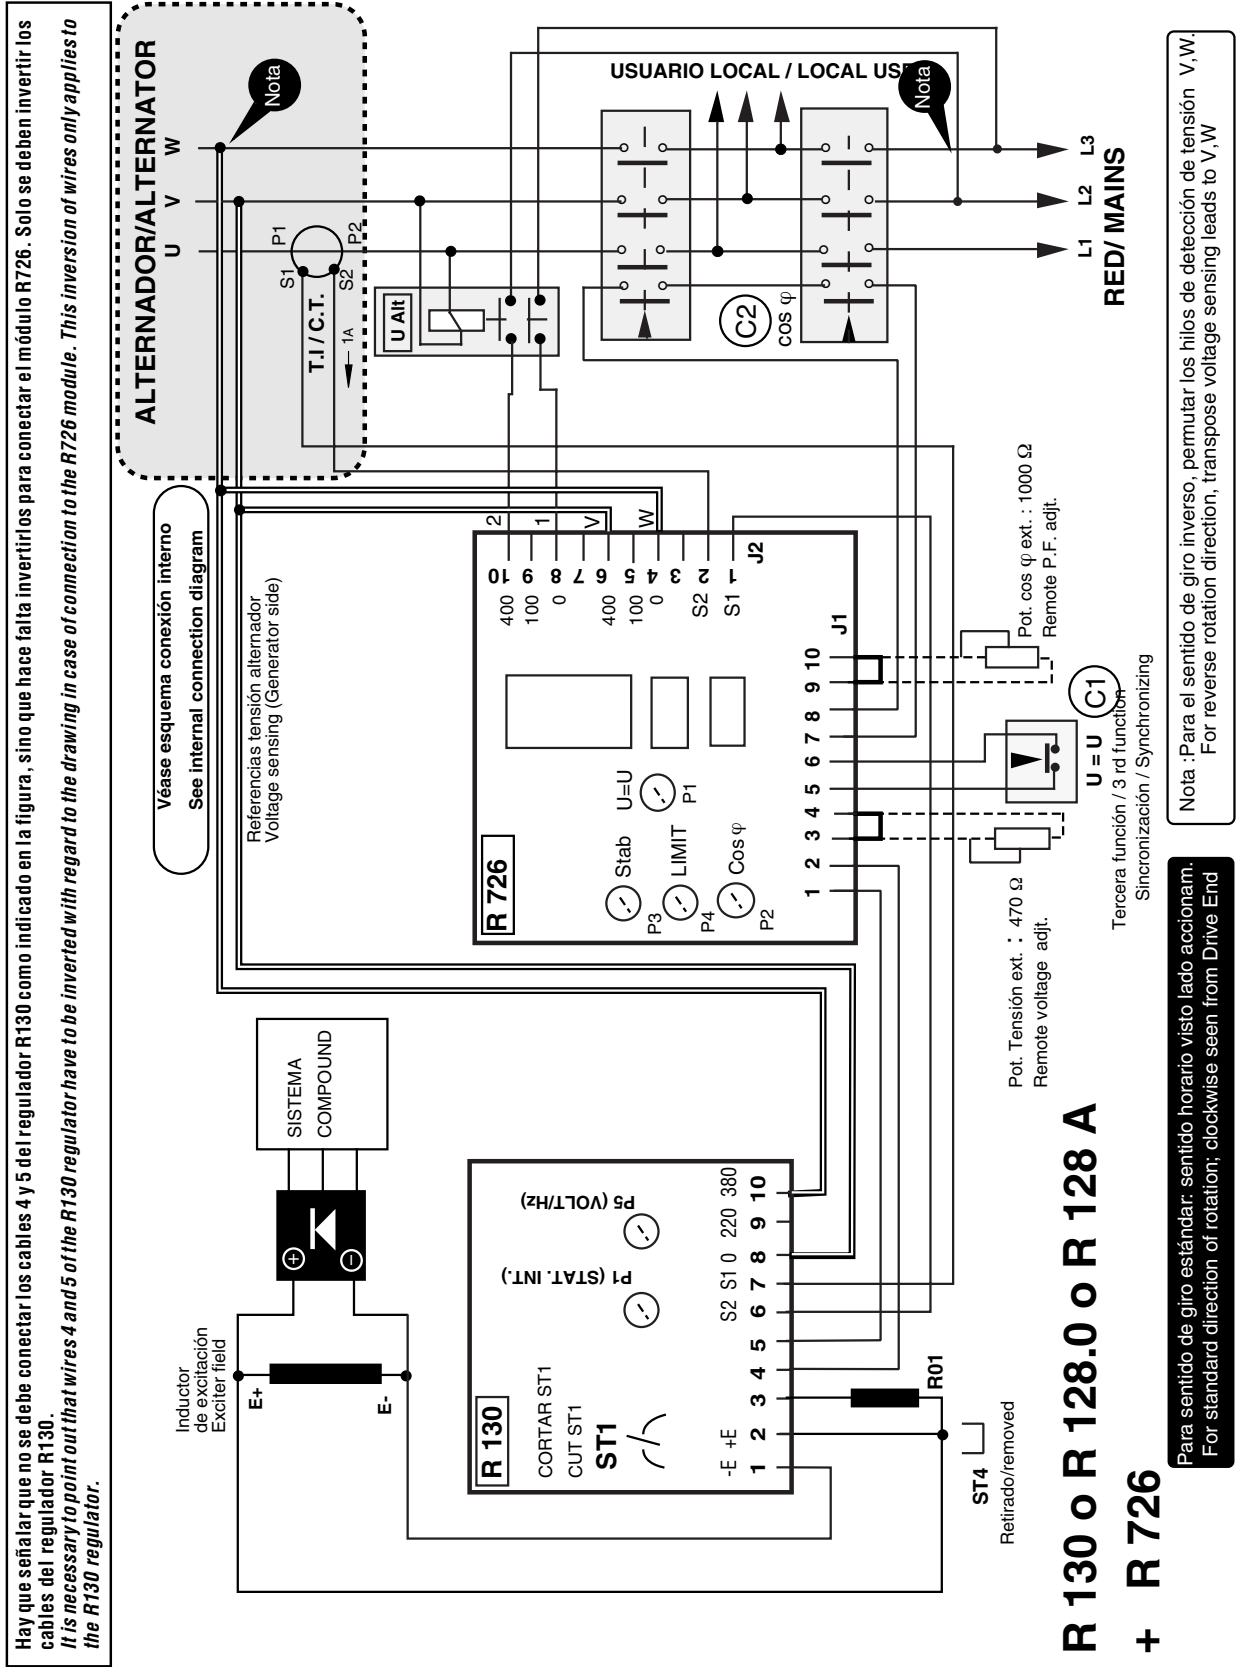 Hay que señalar que no se debe conectar los cables 4 y 5 del regulador R130 como indicado en la figura, sino que hace falta invertirlos para conectar el módulo R726. Solo se deben invertir los
cables del regulador R130.
It is necessary to point out that wires 4 and 5 of the R130 regulator have to be inverted with regard to the drawing in case of connection to the R726 module. This inversion of wires only applies to
the R130 regulator.
ALTERNADOR/ALTERNATOR
Nota
W
V
U
P1
P2
S1
S2
T.I / C.T.
1A
Véase esquema conexión interno
See internal connection diagram
Referencias tensión alternador
Voltage sensing (Generator side)
SISTEMA
COMPOUND
+
-
Inductor
de excitación
Exciter field
E+
E-
U Alt
USUARIO LOCAL / LOCAL USE
Nota
C2
cos φ
L1
L2
L3
RED/ MAINS
R 726
Stab
P3
LIMIT
P4
Cos φ
P2
U=U
P1
2
1
V
W
10 9 8 7 6 5 4 3 2 1
400
100
0
400
100
0
S2
S1
J2
J1
1 2 3 4 5 6 7 8 9 10
R 130
CORTAR ST1
CUT ST1
ST1
P1 (STAT. INT.)
P5 (VOLT/Hz)
-E +E S2 S1 0 220 380
1 2 3 4 5 6 7 8 9 10
R01
ST4
Retirado/removed
Pot. Tensión ext. : 470 Ω
Remote voltage adjt.
U = U
C1
Tercera función / 3 rd function
Sincronización / Synchronizing
Pot. cos φ ext. : 1000 Ω
Remote P.F. adjt.
R 130 o R 128.0 o R 128 A
+ R 726
Para sentido de giro estándar: sentido horario visto lado accionam.
For standard direction of rotation; clockwise seen from Drive End
Nota :Para el sentido de giro inverso, permutar los hilos de detección de tensión V,W.
For reverse rotation direction, transpose voltage sensing leads to V,W